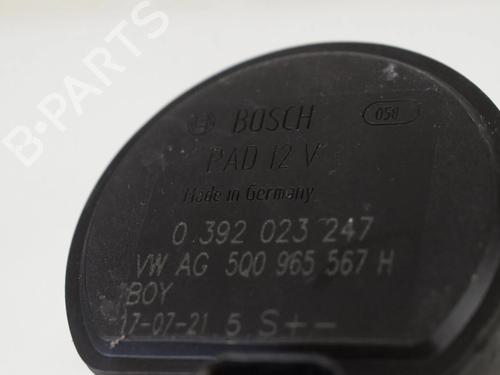 B-PARTS
BOSCH 058
PAD 12 V
Made in Germany
0 392 023 247
VW AG 5Q0 965 567 H
BOY
17-07-21 5 S+-